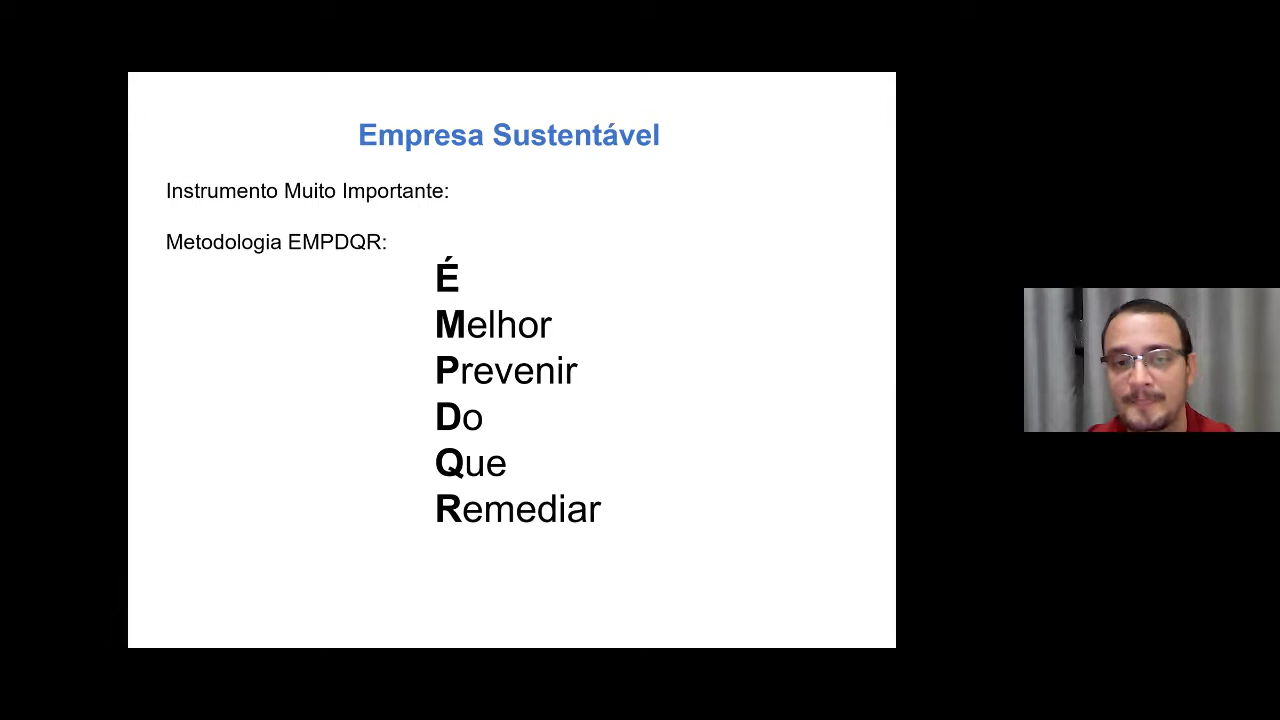 Empresa Sustentável
Instrumento Muito Importante:
Metodologia EMPDQR:
É
Melhor
Prevenir
Do
Que
Remediar